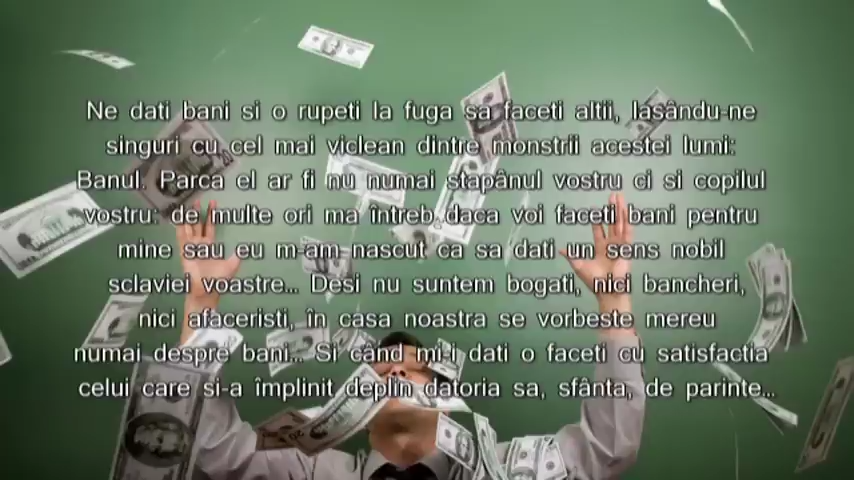 Ne dati bani si o rupeti la fuga sa faceti altii, lasându-ne
singuri cu cel mai viclean dintre monstrii acestei lumi:
Banul. Parca el ar fi nu numai stapânul vostru ci si copilul
vostru; de multe ori ma întreb daca voi faceti bani pentru
mine sau eu m-am nascut ca sa dati un sens nobil
sclaviei voastre... Desi nu suntem bogati, nici bancheri,
nici afaceristi, în casa noastra se vorbeste mereu
numai despre bani... Si când mi-i dati o faceti cu satisfactia
celui care si-a împlinit deplin datoria sa, sfânta, de parinte...